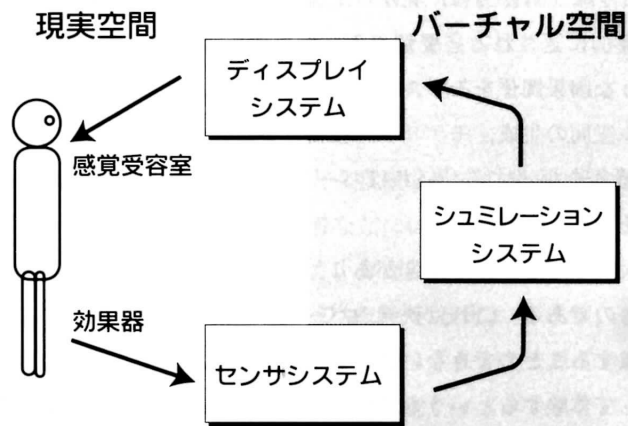 現実空間
バーチャル空間
ディスプレイ
システム
感覚受容室
シュミレーション
システム
効果器
センサシステム